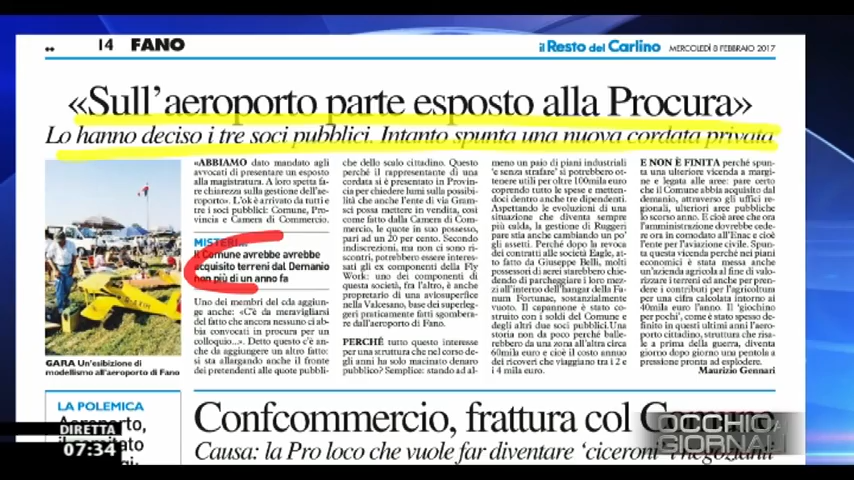 14 FANO
il Resto del Carlino MERCOLEDÌ 8 FEBBRAIO 2017
«Sull'aeroporto parte esposto alla Procura»
Lo hanno deciso i tre soci pubblici. Intanto spunta una nuova cordata privata
«ABBIAMO dato mandato agli
avvocati di presentare un
esposto alla magistratura. A loro spetta
fare chiarezza sulla gestione dell'ae-
roporto». L'ok è arrivato da tutti e
tre i soci pubblici: Comune, Pro-
vincia e Camera di Commercio.
MISTERI
Il Comune avrebbe avrebbe
acquisito terreni dal Demanio
non più di un anno fa
Uno dei membri del cda aggiun-
ge anche: «C'è da meravigliarsi
del fatto che ancora nessuno ci ab-
bia convocati in procura per un
colloquio...». Detto questo c'è an-
che da aggiungere un altro fatto:
si sta allargando anche il fronte
dei pretendenti alle quote pubbli-
che dello scalo cittadino. Questo
perché il rappresentante di una
cordata si è presentato in Provin-
cia per chiedere lumi sulla possibili-
tà che anche l'ente di via Gram-
sci possa mettere in vendita, così
come fatto dalla Camera di Com-
mercio, le quote in suo possesso,
pari ad un 20 per cento. Secondo
indiscrezioni, ma non ci sono ri-
scontri, potrebbero essere interes-
sati gli ex componenti della Fly
Work: uno dei componenti di
questa società, fra l'altro, è anche
proprietario di una aviosuperfice
nella Valcesano, base dei superleg-
geri praticamente fatti sgombera-
re dall'aeroporto di Fano.
PERCHÉ tutto questo interesse
per una struttura che nel corso de-
gli anni ha solo macinato denaro
pubblico? Semplice: stando ad al-
meno un paio di piani industriali
'e senza strafare' si potrebbero ot-
tenere utili per oltre 100mila euro
coprendo tutto le spese e metten-
doci dentro anche tre dipendenti.
Aspettando le evoluzioni di una
situazione che diventa sempre
più calda, la gestione di Ruggeri
pare stia anche cambiando un po'
gli assetti. Perché dopo la revoca
dei contratti alle società Eagle, at-
to fatto da Giuseppe Belli, molti
possessori di aerei starebbero chie-
dendo di parcheggiare i loro mez-
zi all'interno dell'hangar della Fa-
num Fortunae, sostanzialmente
vuoto. Il capannone è stato co-
struito con i soldi del Comune e
degli altri due soci pubblici. Una
storia non da poco perché balle-
rebbero da una zona all'altra circa
60mila euro e cioè il costo annuo
dei ricoveri che viaggiano tra i 2 e
i 4 mila euro.
E NON È FINITA perché spun-
ta una ulteriore vicenda a margi-
ne e legata alle aree: pare certo
che il Comune abbia acquisito dal
demanio, attraverso gli uffici re-
gionali, ulteriori aree pubbliche
lo scorso anno. E cioè aree che ora
l'amministrazione dovrebbe cede-
re ora in comodato all'Enac e cioè
l'ente per l'aviazione civile. Spun-
ta questa vicenda perché nei piani
economici è stata messa anche
un'azienda agricola al fine di valo-
rizzare i terreni ed anche per pren-
dere i contributi per l'agricoltura
per una cifra calcolata intorno ai
40mila euro l'anno. Il 'giochino
per pochi', come è stato spesso de-
finito in questi ultimi anni l'aero-
porto cittadino, struttura che risa-
le a prima della guerra, diventa
giorno dopo giorno una pentola a
pressione pronta ad esplodere.
Maurizio Gennari
GARA Un'esibizione di
modellismo all'aeroporto di Fano
LA POLEMICA
Aeroporto,
Confcommercio, frattura col Comune
Causa: la Pro loco che vuole far diventare 'ciceroni' i negozianti
DIRETTA
07:34
OCCHIO
GIORNALI